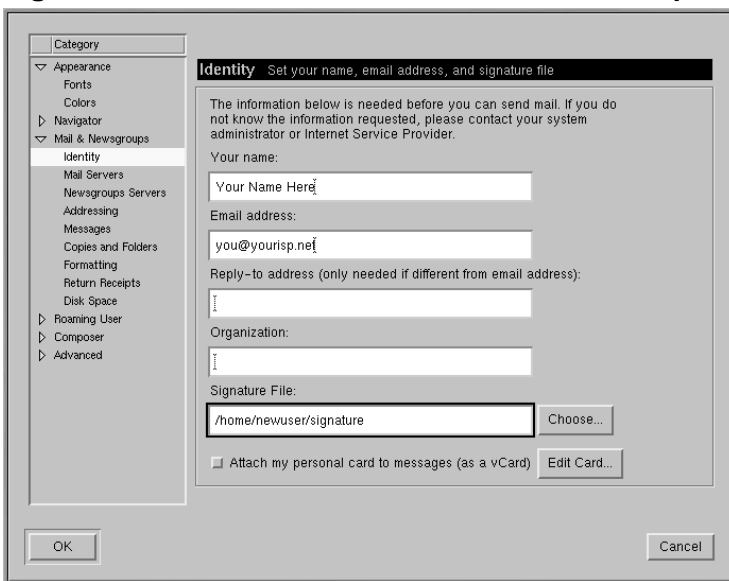 Category
Appearance
Fonts
Colors
Navigator
Mail & Newsgroups
Identity
Mail Servers
Newsgroups Servers
Addressing
Messages
Copies and Folders
Formatting
Return Receipts
Disk Space
Roaming User
Composer
Advanced
Identity Set your name, email address, and signature file
The information below is needed before you can send mail. If you do
not know the information requested, please contact your system
administrator or Internet Service Provider.
Your name:
Your Name Here
Email address:
you@yourisp.net
Reply-to address (only needed if different from email address):
Organization:
Signature File:
/home/newuser/signature
Choose...
Attach my personal card to messages (as a vCard)
Edit Card...
OK
Cancel